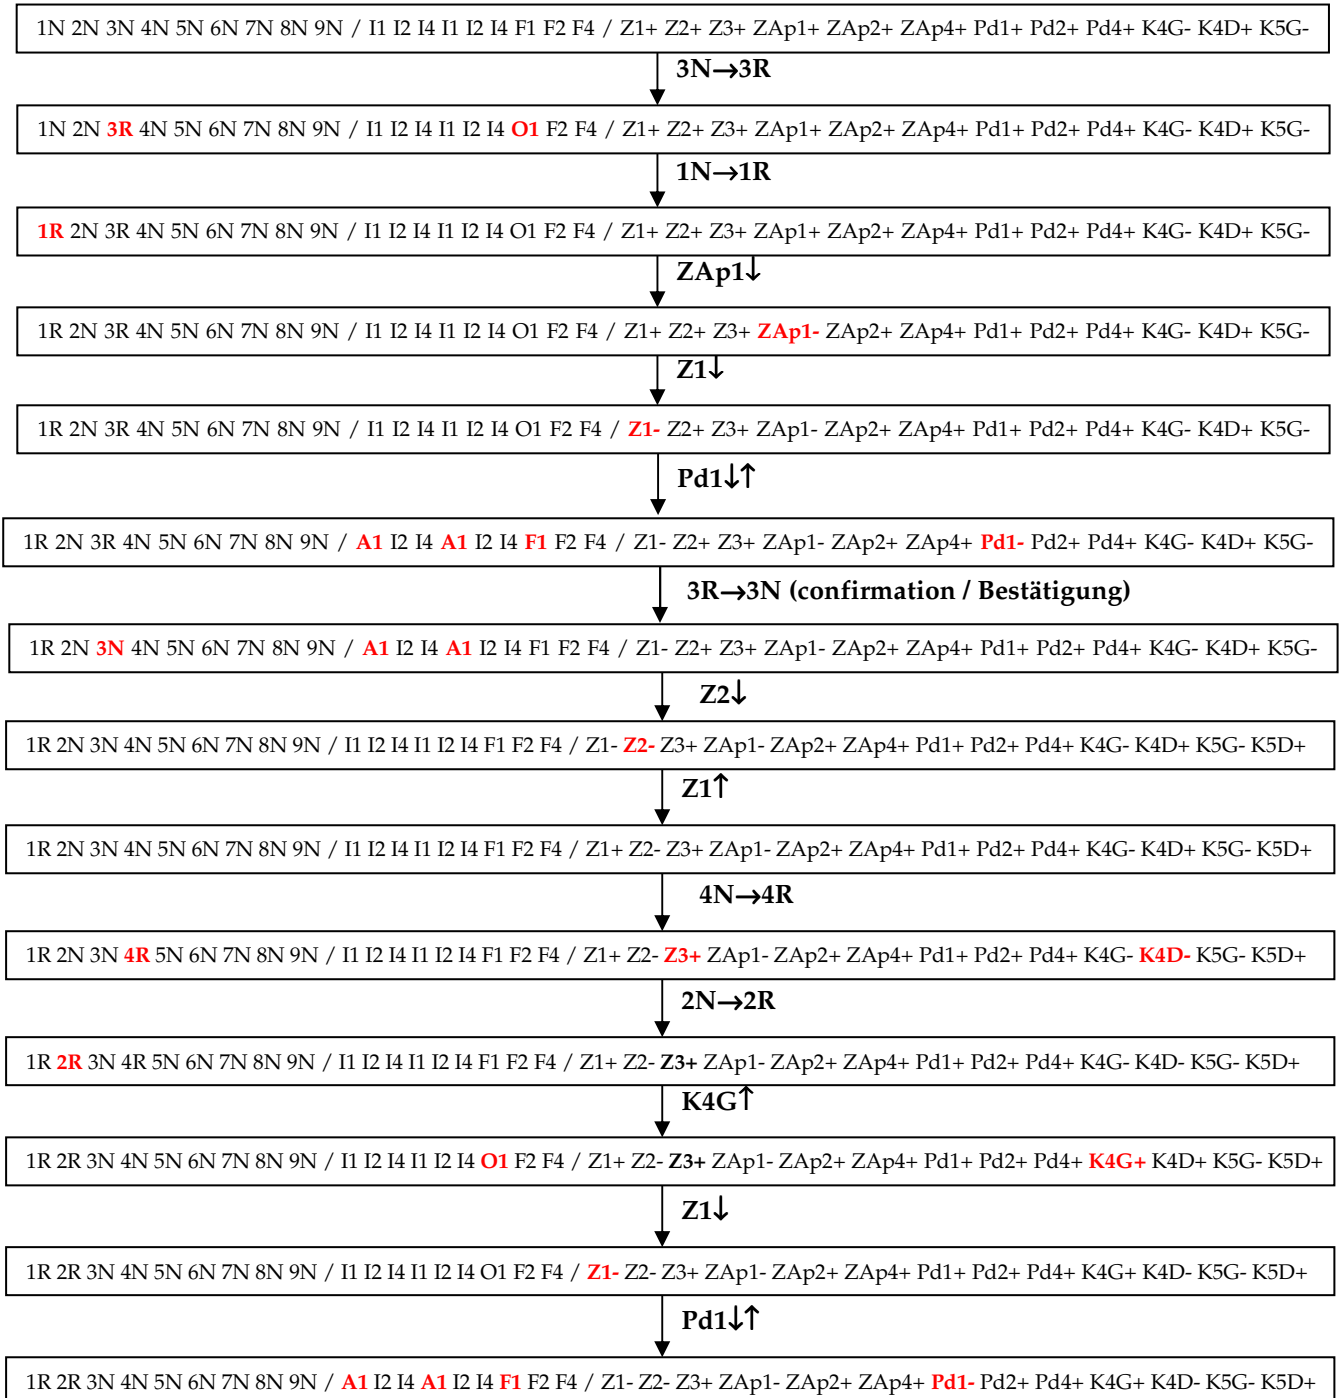 1N 2N 3N 4N 5N 6N 7N 8N 9N / I1 I2 I4 I1 I2 I4 F1 F2 F4 / Z1+ Z2+ Z3+ ZAp1+ ZAp2+ ZAp4+ Pd1+ Pd2+ Pd4+ K4G- K4D+ K5G-
3N→3R
1N 2N 3R 4N 5N 6N 7N 8N 9N / I1 I2 I4 I1 I2 I4 O1 F2 F4 / Z1+ Z2+ Z3+ ZAp1+ ZAp2+ ZAp4+ Pd1+ Pd2+ Pd4+ K4G- K4D+ K5G-
1N→1R
1R 2N 3R 4N 5N 6N 7N 8N 9N / I1 I2 I4 I1 I2 I4 O1 F2 F4 / Z1+ Z2+ Z3+ ZAp1+ ZAp2+ ZAp4+ Pd1+ Pd2+ Pd4+ K4G- K4D+ K5G-
ZAp1↓
1R 2N 3R 4N 5N 6N 7N 8N 9N / I1 I2 I4 I1 I2 I4 O1 F2 F4 / Z1+ Z2+ Z3+ ZAp1- ZAp2+ ZAp4+ Pd1+ Pd2+ Pd4+ K4G- K4D+ K5G-
Z1↓
1R 2N 3R 4N 5N 6N 7N 8N 9N / I1 I2 I4 I1 I2 I4 O1 F2 F4 / Z1- Z2+ Z3+ ZAp1- ZAp2+ ZAp4+ Pd1+ Pd2+ Pd4+ K4G- K4D+ K5G-
Pd1↓↑
1R 2N 3R 4N 5N 6N 7N 8N 9N / A1 I2 I4 A1 I2 I4 F1 F2 F4 / Z1- Z2+ Z3+ ZAp1- ZAp2+ ZAp4+ Pd1- Pd2+ Pd4+ K4G- K4D+ K5G-
3R→3N (confirmation / Bestätigung)
1R 2N 3N 4N 5N 6N 7N 8N 9N / A1 I2 I4 A1 I2 I4 F1 F2 F4 / Z1- Z2+ Z3+ ZAp1- ZAp2+ ZAp4+ Pd1+ Pd2+ Pd4+ K4G- K4D+ K5G-
Z2↓
1R 2N 3N 4N 5N 6N 7N 8N 9N / I1 I2 I4 I1 I2 I4 F1 F2 F4 / Z1- Z2- Z3+ ZAp1- ZAp2+ ZAp4+ Pd1+ Pd2+ Pd4+ K4G- K4D+ K5G- K5D+
Z1↑
1R 2N 3N 4N 5N 6N 7N 8N 9N / I1 I2 I4 I1 I2 I4 F1 F2 F4 / Z1+ Z2- Z3+ ZAp1- ZAp2+ ZAp4+ Pd1+ Pd2+ Pd4+ K4G- K4D+ K5G- K5D+
4N→4R
1R 2N 3N 4R 5N 6N 7N 8N 9N / I1 I2 I4 I1 I2 I4 F1 F2 F4 / Z1+ Z2- Z3+ ZAp1- ZAp2+ ZAp4+ Pd1+ Pd2+ Pd4+ K4G- K4D- K5G- K5D+
2N→2R
1R 2R 3N 4R 5N 6N 7N 8N 9N / I1 I2 I4 I1 I2 I4 F1 F2 F4 / Z1+ Z2- Z3+ ZAp1- ZAp2+ ZAp4+ Pd1+ Pd2+ Pd4+ K4G- K4D- K5G- K5D+
K4G↑
1R 2R 3N 4N 5N 6N 7N 8N 9N / I1 I2 I4 I1 I2 I4 O1 F2 F4 / Z1+ Z2- Z3+ ZAp1- ZAp2+ ZAp4+ Pd1+ Pd2+ Pd4+ K4G+ K4D+ K5G- K5D+
Z1↓
1R 2R 3N 4N 5N 6N 7N 8N 9N / I1 I2 I4 I1 I2 I4 O1 F2 F4 / Z1- Z2- Z3+ ZAp1- ZAp2+ ZAp4+ Pd1+ Pd2+ Pd4+ K4G+ K4D- K5G- K5D+
Pd1↓↑
1R 2R 3N 4N 5N 6N 7N 8N 9N / A1 I2 I4 A1 I2 I4 F1 F2 F4 / Z1- Z2- Z3+ ZAp1- ZAp2+ ZAp4+ Pd1- Pd2+ Pd4+ K4G+ K4D- K5G- K5D+